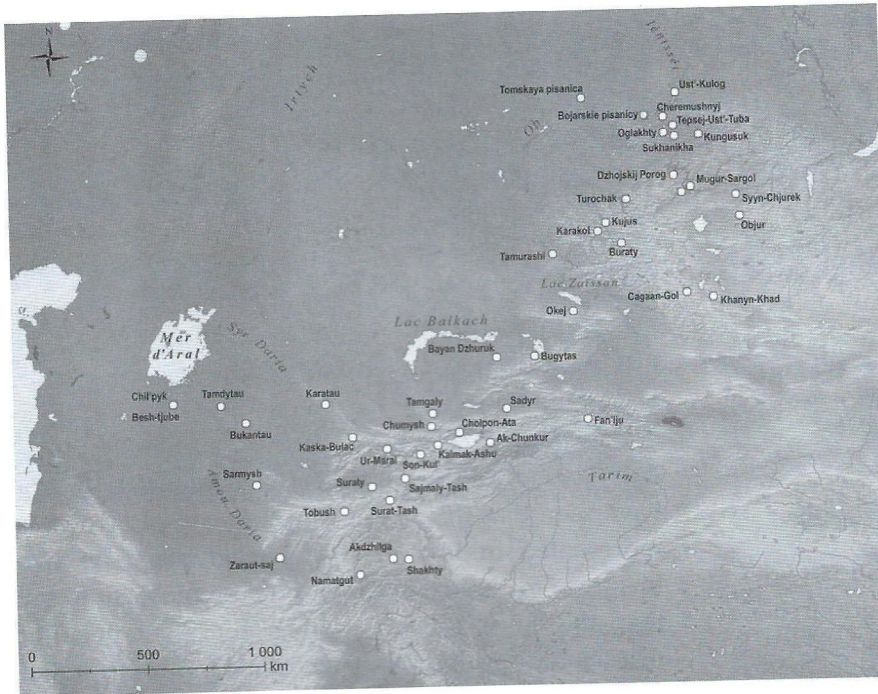 N
Iénisséï
Irtych
Ob
Ust'-Kulog
Tomskaya pisanica
Cheremushnyj
Bojarskie pisanicy
Tepsej-Ust'-Tuba
Oglakhty
Kungusuk
Sukhanikha
Dzhojskij Porog
Mugur-Sargol
Turochak
Syyn-Chjurek
Objur
Kujus
Karakol
Buraty
Tamurashi
Lac Zaïssan
Cagaan-Gol
Khanyn-Khad
Okej
Lac Balkach
Mer
d'Aral
Syr Daria
Bayan Dzhuruk
Bugytas
Chil'pyk
Besh-tjube
Tamdytau
Karatau
Tamgaly
Sadyr
Bukantau
Chumysh
Cholpon-Ata
Fan'lju
Kaska-Bulac
Ak-Chunkur
Ur-Maral
Kalmak-Ashu
Son-Kul'
Sarmysh
Amou Daria
Suraty
Sajmaly-Tash
Tarim
Tobush
Surat-Tash
Zaraut-saj
Akdzhilga
Shakhty
Namatgut
0 500 1 000
km